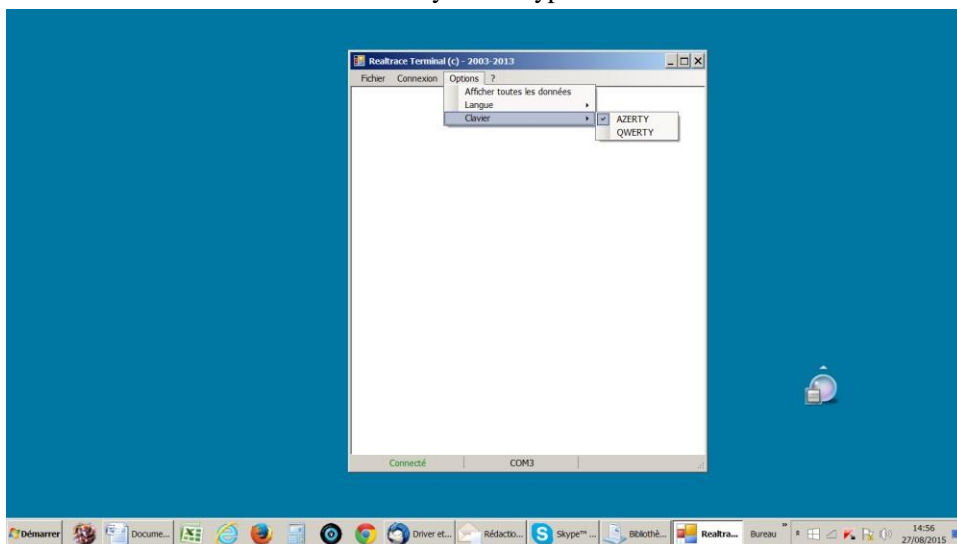 Realtrace Terminal (c) - 2003-2013
Fichier Connexion Options ?
Afficher toutes les données
Langue
Clavier
AZERTY
QWERTY
Connecté COM3
Démarrer Docume... Driver et... Rédactio... Skype™ ... Bibliothè... Realtra... Bureau » 14:56
27/08/2015